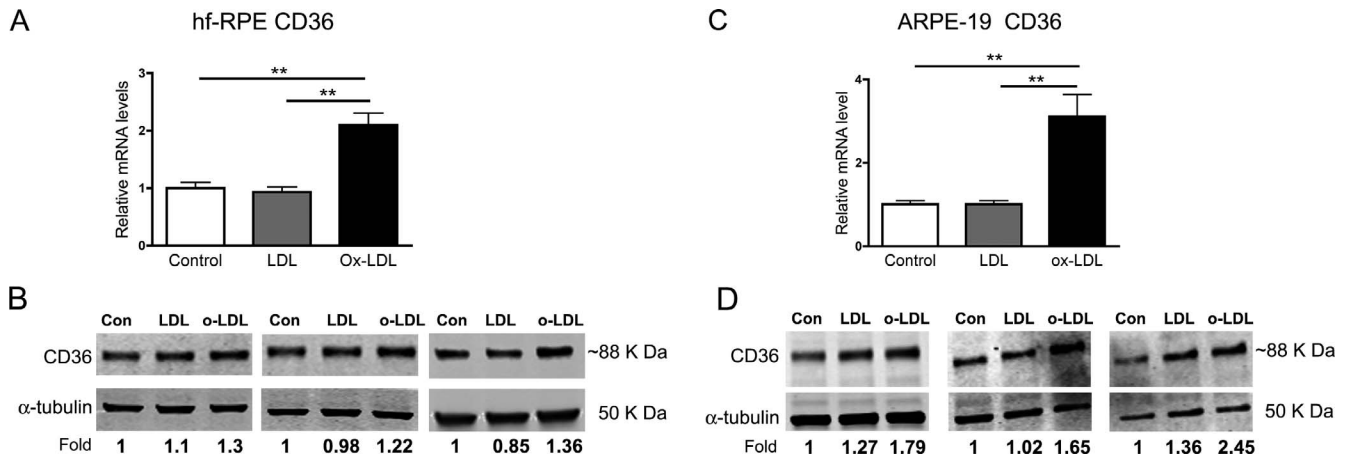 A
hf-RPE CD36
**
**
3
2
1
0
Relative mRNA levels
Control LDL Ox-LDL
B
Con LDL o-LDL Con LDL o-LDL Con LDL o-LDL
CD36
~88 K Da
α-tubulin
50 K Da
Fold 1 1.1 1.3 1 0.98 1.22 1 0.85 1.36
C
ARPE-19 CD36
**
**
4
2
0
Relative mRNA level
Control LDL ox-LDL
D
Con LDL o-LDL Con LDL o-LDL Con LDL o-LDL
CD36
~88 K Da
α-tubulin
50 K Da
Fold 1 1.27 1.79 1 1.02 1.65 1 1.36 2.45